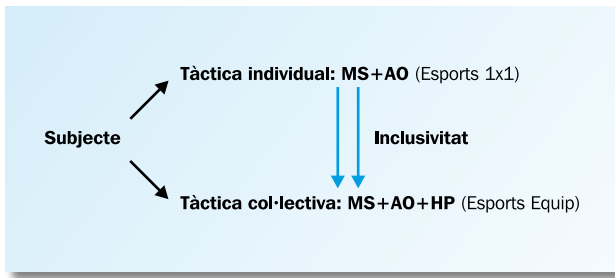 Tàctica individual: MS+AO (Esports 1x1)
Subjecte
Inclusivitat
Tàctica col·lectiva: MS+AO+HP (Esports Equip)